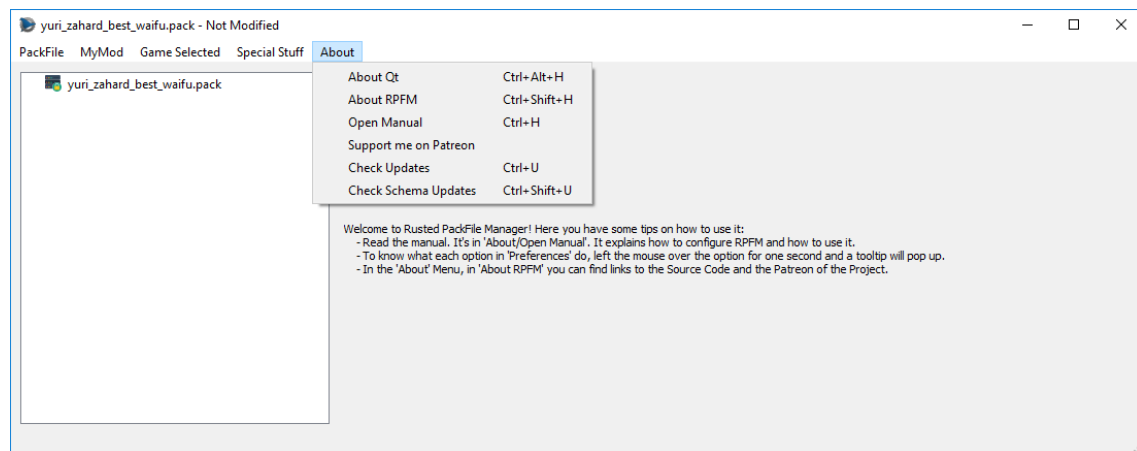 yuri_zahard_best_waifu.pack - Not Modified
PackFile MyMod Game Selected Special Stuff About
yuri_zahard_best_waifu.pack
About Qt Ctrl+Alt+H
About RPFM Ctrl+Shift+H
Open Manual Ctrl+H
Support me on Patreon
Check Updates Ctrl+U
Check Schema Updates Ctrl+Shift+U
Welcome to Rusted PackFile Manager! Here you have some tips on how to use it:
- Read the manual. It's in 'About/Open Manual'. It explains how to configure RPFM and how to use it.
- To know what each option in 'Preferences' do, left the mouse over the option for one second and a tooltip will pop up.
- In the 'About' Menu, in 'About RPFM' you can find links to the Source Code and the Patreon of the Project.